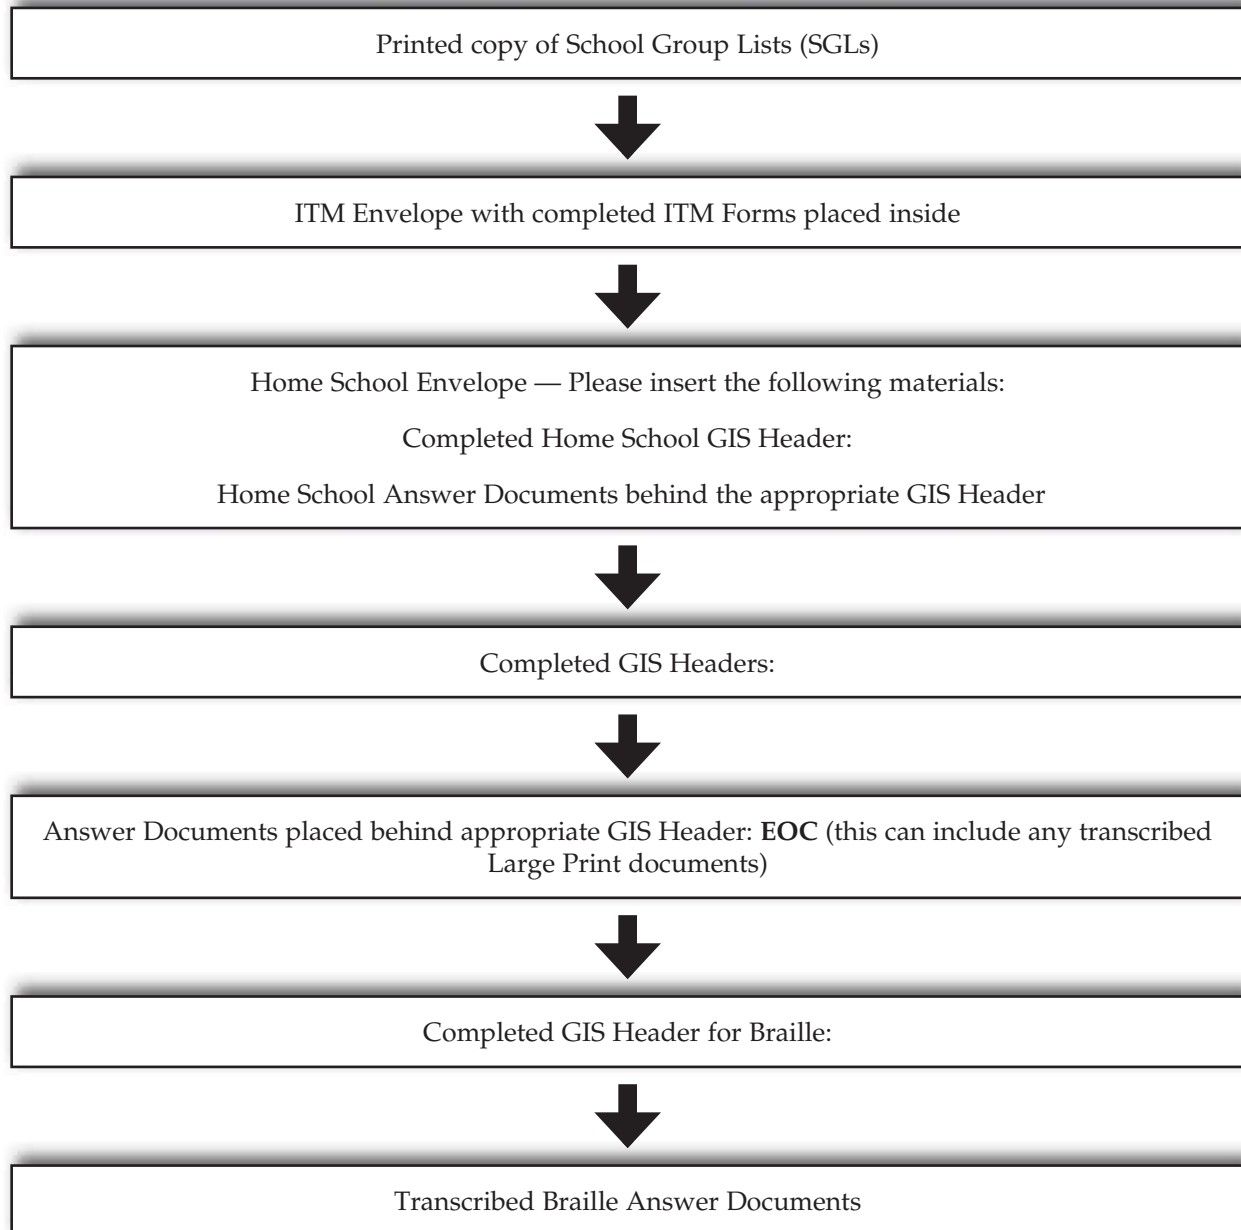 Printed copy of School Group Lists (SGLs)
ITM Envelope with completed ITM Forms placed inside
Home School Envelope — Please insert the following materials:
Completed Home School GIS Header:
Home School Answer Documents behind the appropriate GIS Header
Completed GIS Headers:
Answer Documents placed behind appropriate GIS Header: EOC (this can include any transcribed
Large Print documents)
Completed GIS Header for Braille:
Transcribed Braille Answer Documents